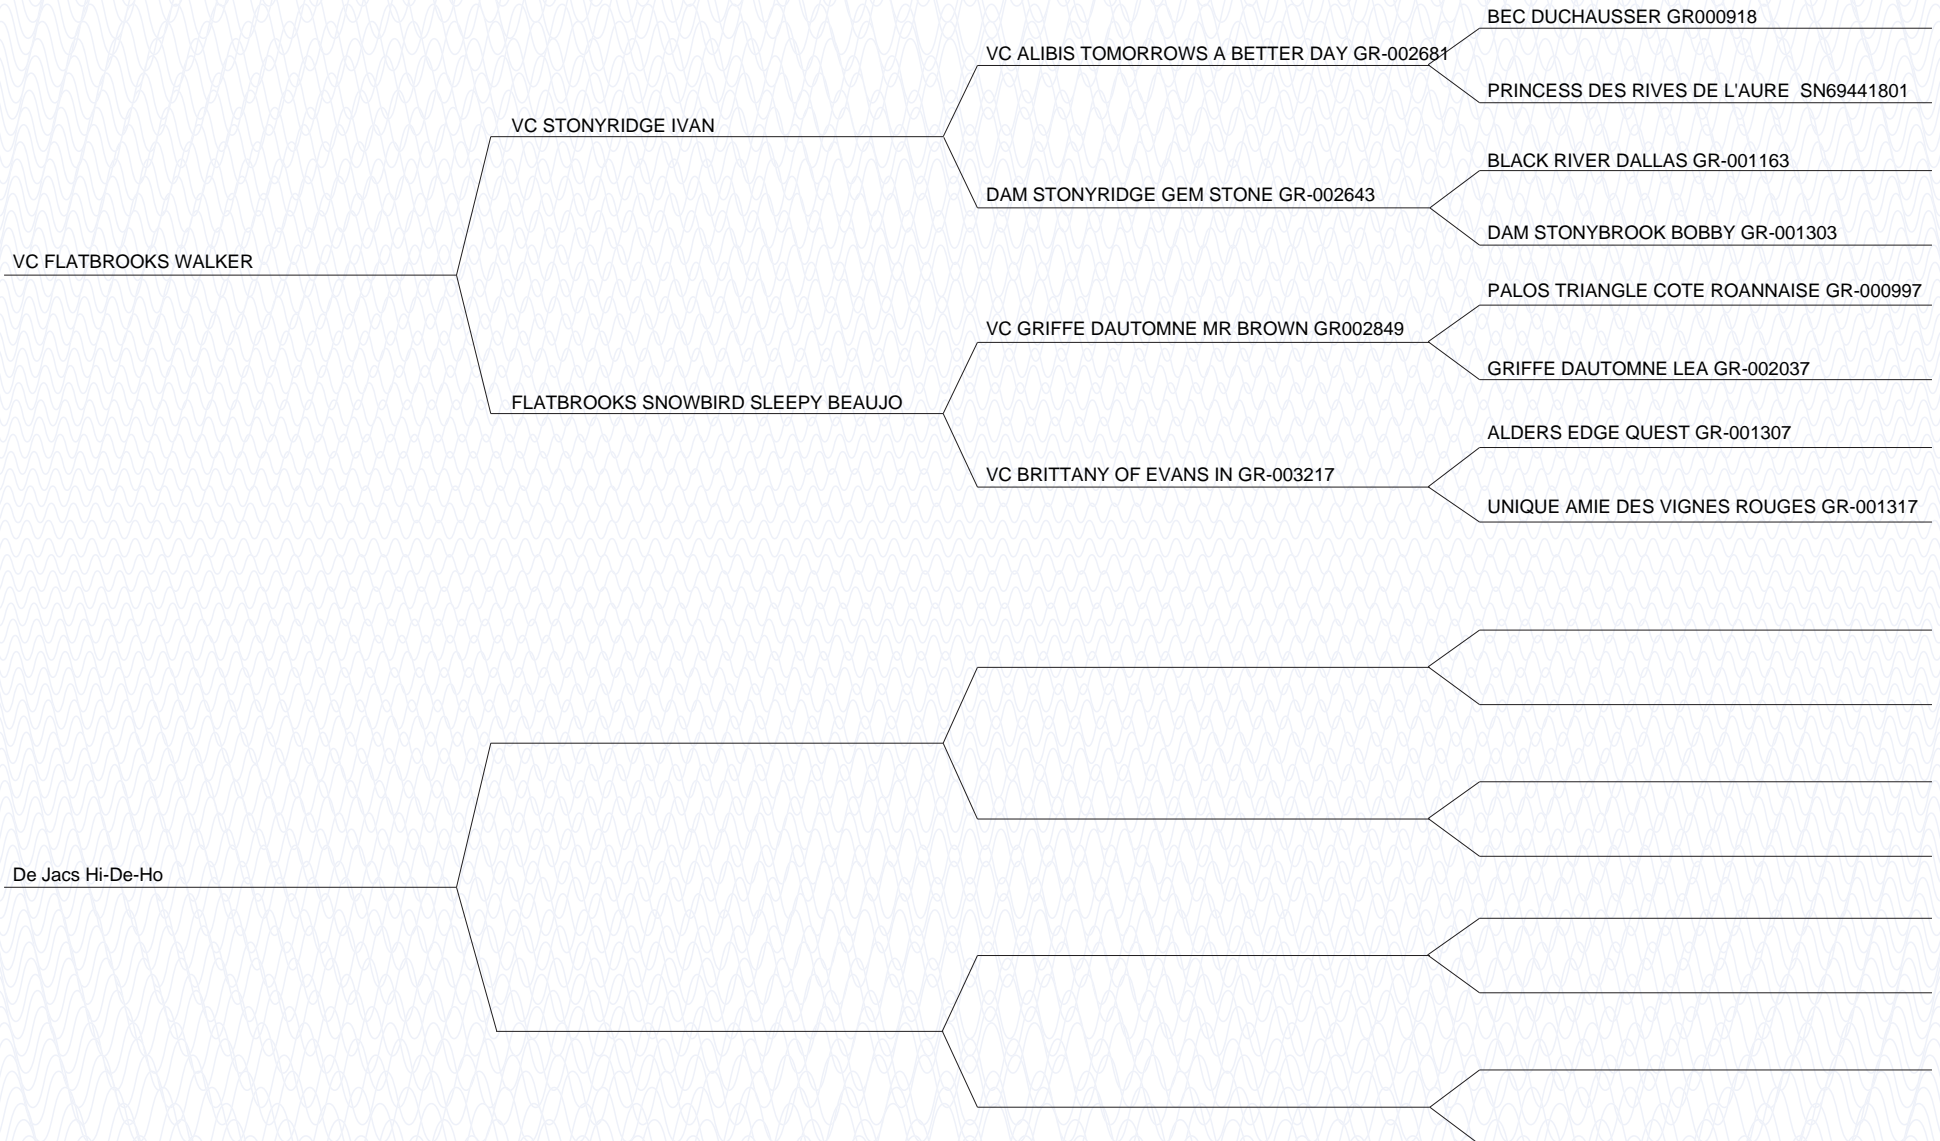 BEC DUCHAUSSER GR000918
VC ALIBIS TOMORROWS A BETTER DAY GR-002681
PRINCESS DES RIVES DE L'AURE  SN69441801
VC STONYRIDGE IVAN
BLACK RIVER DALLAS GR-001163
DAM STONYRIDGE GEM STONE GR-002643
DAM STONYBROOK BOBBY GR-001303
VC FLATBROOKS WALKER
PALOS TRIANGLE COTE ROANNAISE GR-000997
VC GRIFFE DAUTOMNE MR BROWN GR002849
GRIFFE DAUTOMNE LEA GR-002037
FLATBROOKS SNOWBIRD SLEEPY BEAUJO
ALDERS EDGE QUEST GR-001307
VC BRITTANY OF EVANS IN GR-003217
UNIQUE AMIE DES VIGNES ROUGES GR-001317
De Jacs Hi-De-Ho